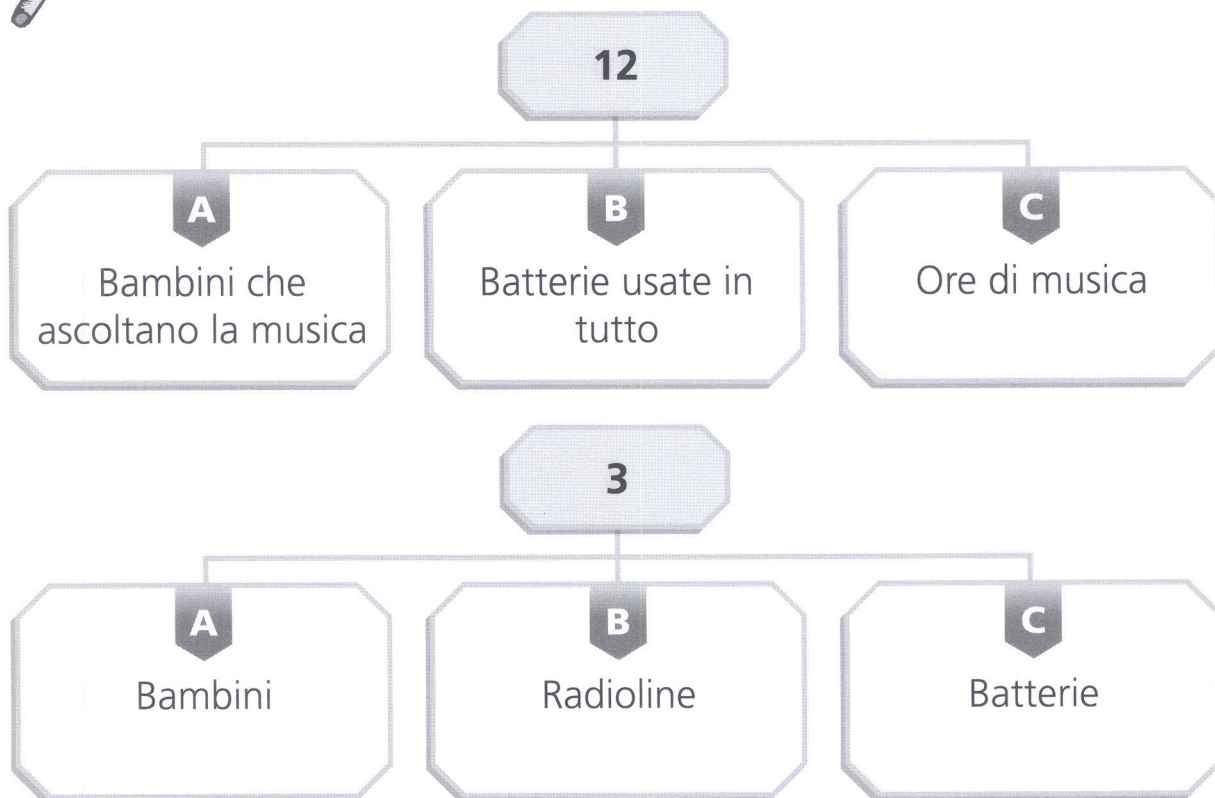 12
A
B
C
Bambini che
ascoltano la musica
Batterie usate in
tutto
Ore di musica
3
A
B
C
Bambini
Radioline
Batterie